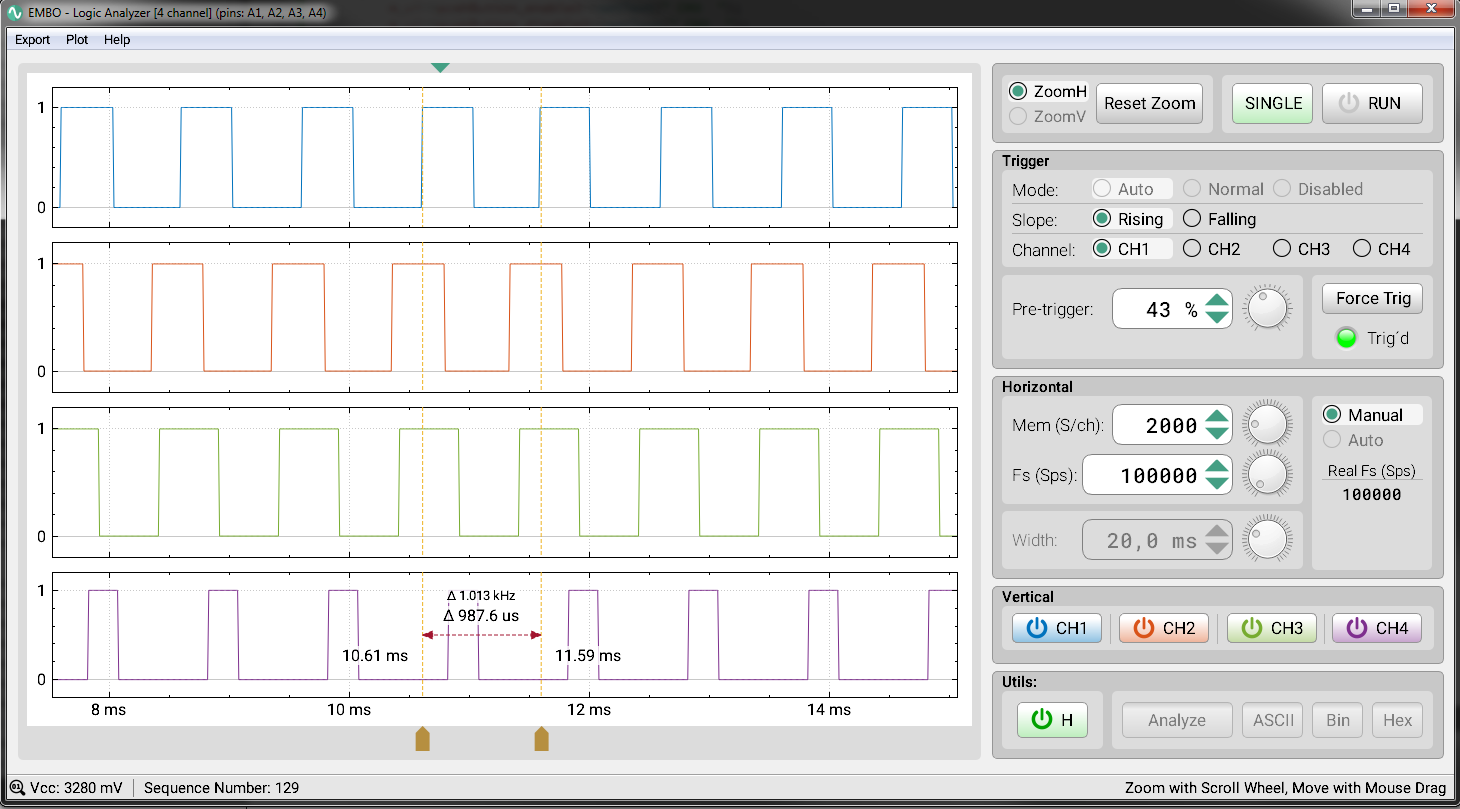 EMBO - Logic Analyzer [4 channel] (pins: A1, A2, A3, A4)
Export Plot Help
1
0
1
0
1
0
1
0
Δ 1.013 kHz
Δ 987.6 us
10.61 ms 11.59 ms
8 ms 10 ms 12 ms 14 ms
ZoomH
ZoomV
Reset Zoom
SINGLE
RUN
Trigger
Mode: Auto Normal Disabled
Slope: Rising Falling
Channel: CH1 CH2 CH3 CH4
Pre-trigger: 43 %
Force Trig
Trig´d
Horizontal
Mem (S/ch): 2000
Fs (Sps): 100000
Width: 20,0 ms
Manual
Auto
Real Fs (Sps)
100000
Vertical
CH1 CH2 CH3 CH4
Utils:
H Analyze ASCII Bin Hex
Vcc: 3280 mV Sequence Number: 129 Zoom with Scroll Wheel, Move with Mouse Drag